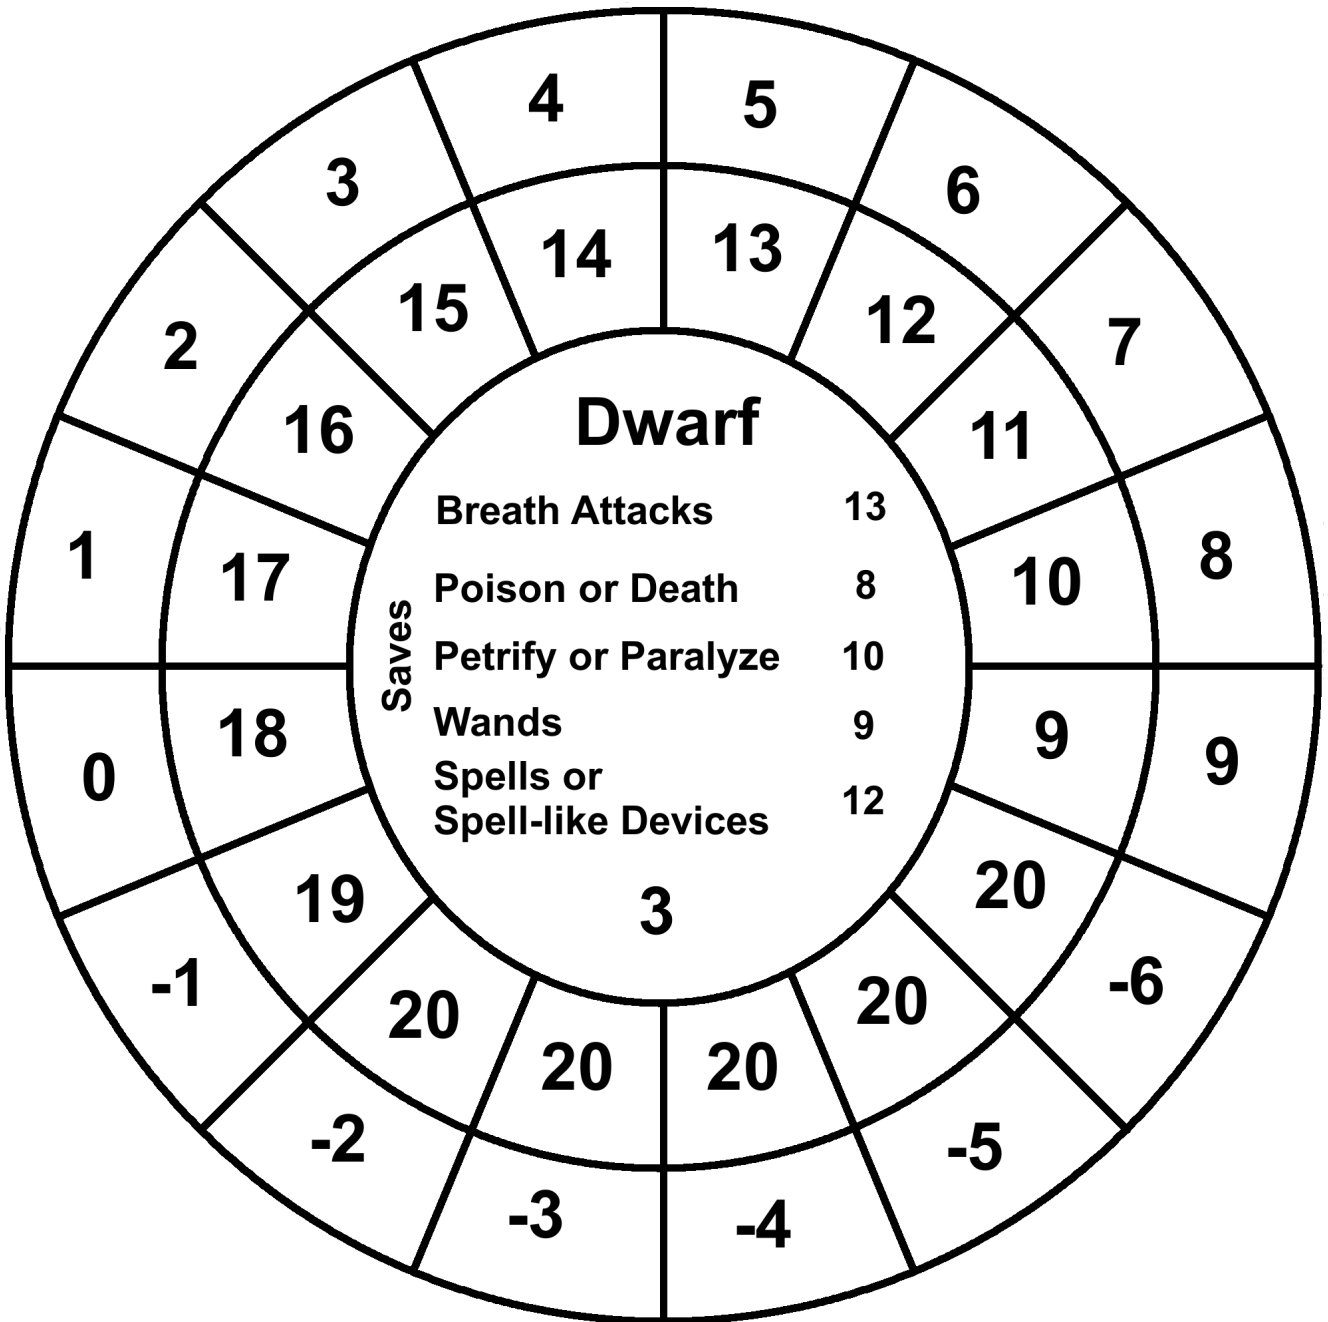 4 5
3 6
14 13
15 12
2 7
16 11
Dwarf
Breath Attacks 13
1 8
17 10
Poison or Death 8
Saves
Petrify or Paralyze 10
Wands 9
18 9
0 9
Spells or
Spell-like Devices 12
19 20
3
-1 -6
20 20
20 20
-2 -5
-3 -4